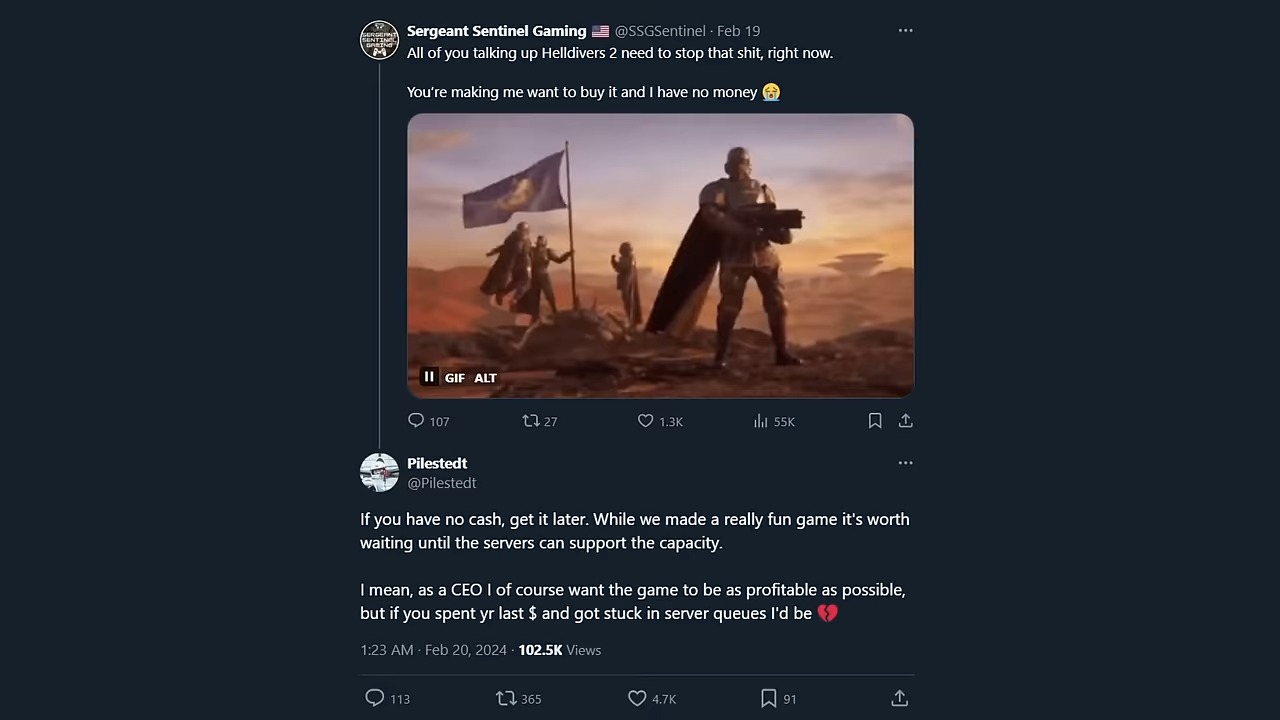 Sergeant Sentinel Gaming 🇺🇸 @SSGSentinel · Feb 19
All of you talking up Helldivers 2 need to stop that shit, right now.
You're making me want to buy it and I have no money 😭
GIF ALT
107 27 1.3K 55K
Pilestedt
@Pilestedt
If you have no cash, get it later. While we made a really fun game it's worth
waiting until the servers can support the capacity.
I mean, as a CEO I of course want the game to be as profitable as possible,
but if you spent yr last $ and got stuck in server queues I'd be 💔
1:23 AM · Feb 20, 2024 · 102.5K Views
113 365 4.7K 91